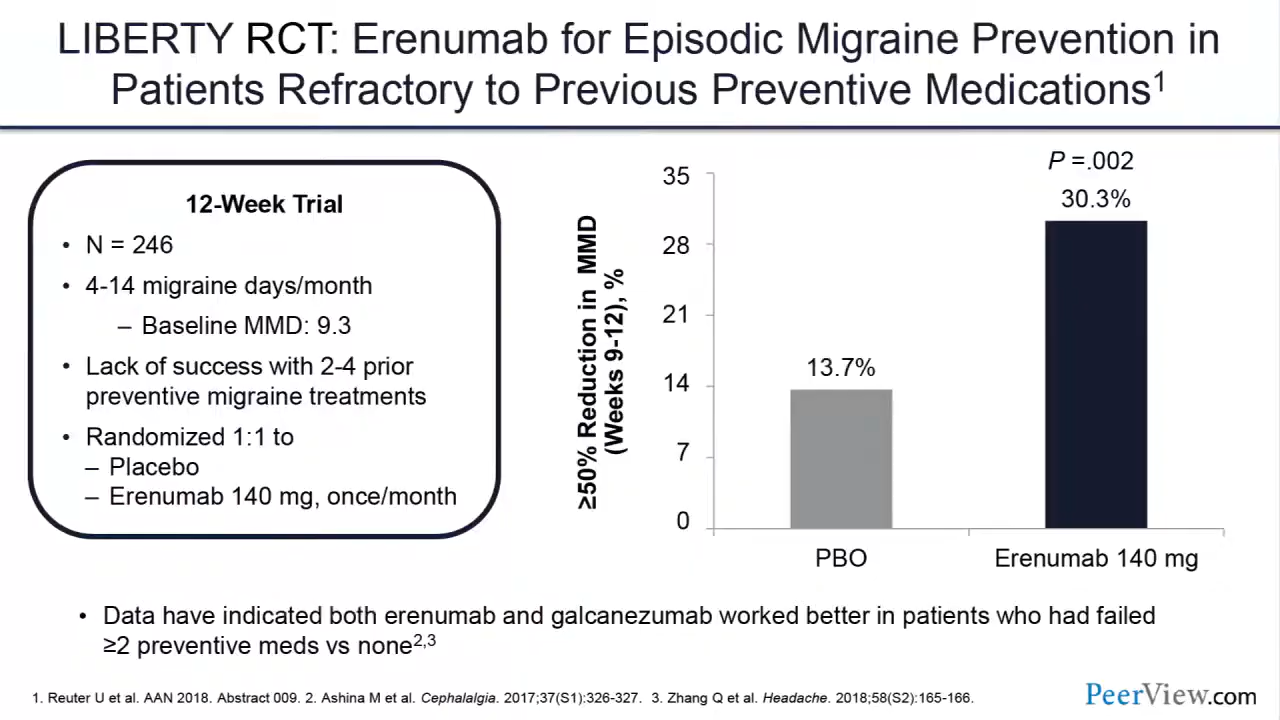 LIBERTY RCT: Erenumab for Episodic Migraine Prevention in
Patients Refractory to Previous Preventive Medications1
12-Week Trial
• N = 246
• 4-14 migraine days/month
– Baseline MMD: 9.3
• Lack of success with 2-4 prior
preventive migraine treatments
• Randomized 1:1 to
– Placebo
– Erenumab 140 mg, once/month
≥50% Reduction in MMD
(Weeks 9-12), %
35
28
21
14
7
0
13.7%
P =.002
30.3%
PBO
Erenumab 140 mg
• Data have indicated both erenumab and galcanezumab worked better in patients who had failed
≥2 preventive meds vs none2,3
1. Reuter U et al. AAN 2018. Abstract 009. 2. Ashina M et al. Cephalalgia. 2017;37(S1):326-327. 3. Zhang Q et al. Headache. 2018;58(S2):165-166.
PeerView.com